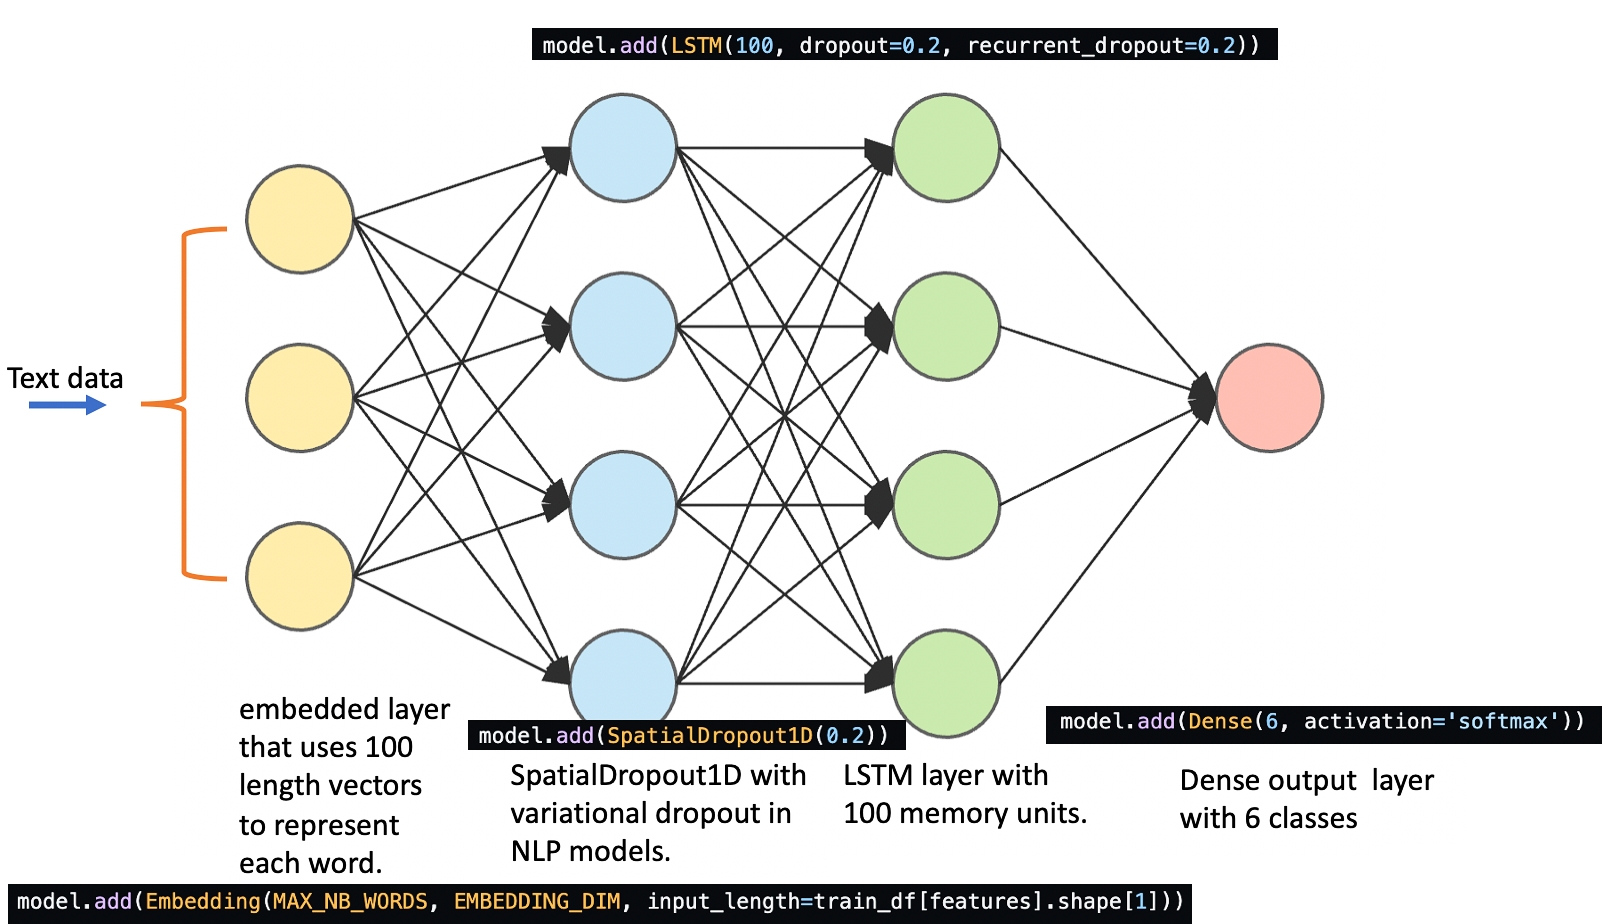 model.add(LSTM(100, dropout=0.2, recurrent_dropout=0.2))
Text data
embedded layer
that uses 100
length vectors
to represent
each word.
model.add(SpatialDropout1D(0.2))
SpatialDropout1D with
variational dropout in
NLP models.
LSTM layer with
100 memory units.
model.add(Dense(6, activation='softmax'))
Dense output  layer
with 6 classes
model.add(Embedding(MAX_NB_WORDS, EMBEDDING_DIM, input_length=train_df[features].shape[1]))